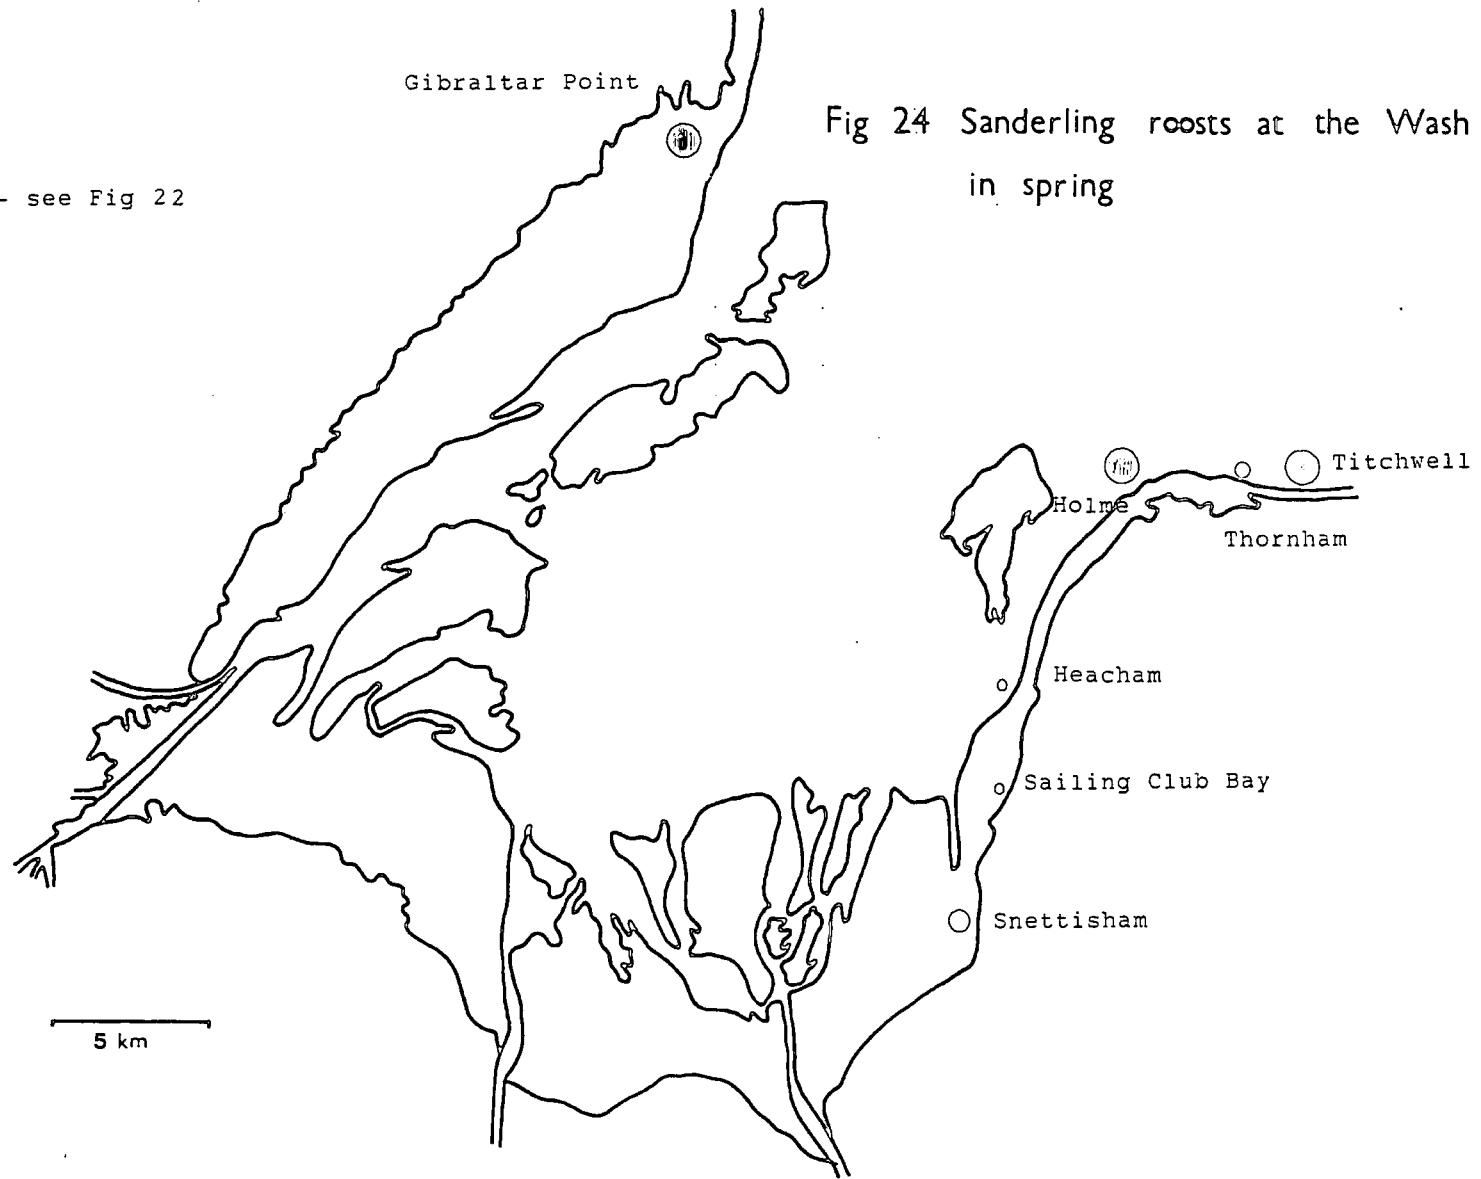 Gibraltar Point
Fig 24 Sanderling roosts at the Wash
in spring
- see Fig 22
Titchwell
Holme
Thornham
Heacham
Sailing Club Bay
Snettisham
5 km